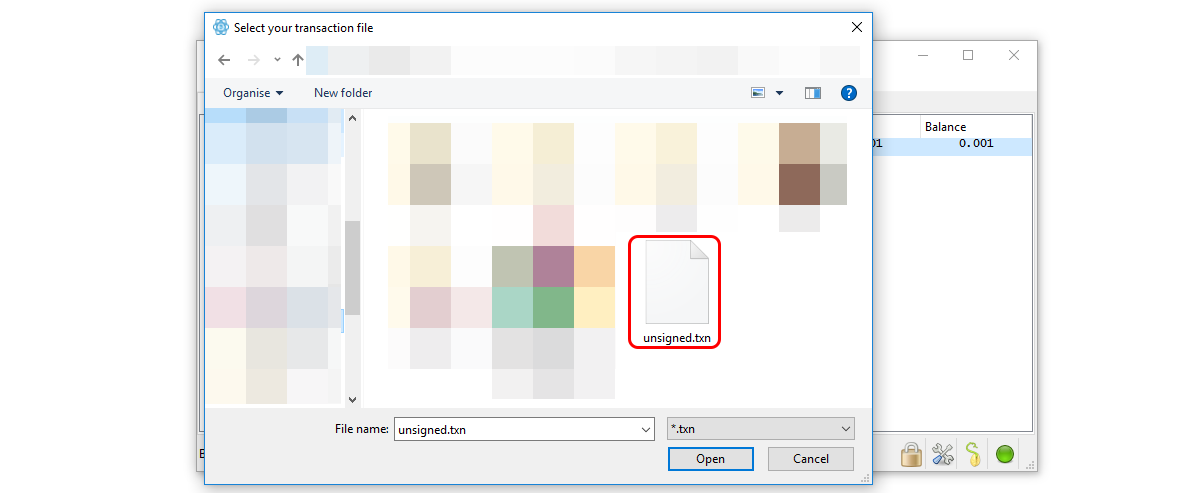 Select your transaction file
Organise
New folder
?
01
Balance
0.001
unsigned.txn
File name:
unsigned.txn
*.txn
Open
Cancel